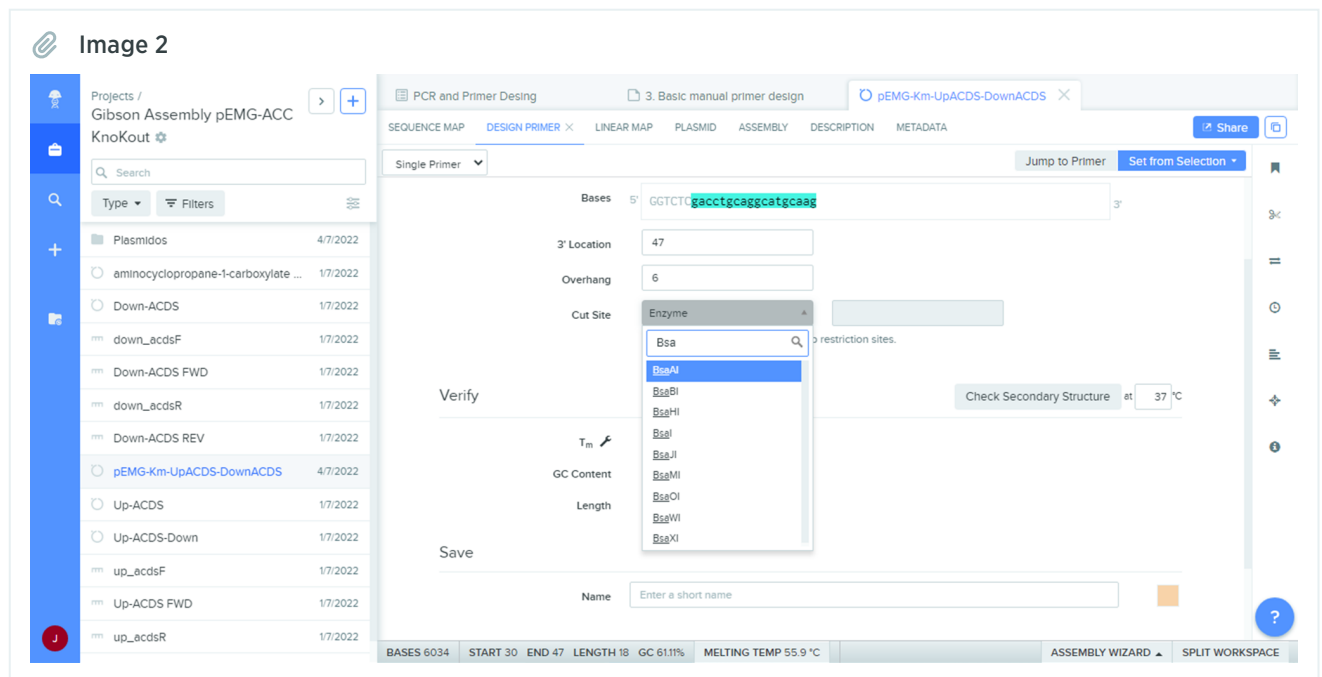 Image 2
Projects /
Gibson Assembly pEMG-ACC
KnoKout
Search
Type
Filters
Plasmidos 4/7/2022
aminocyclopropane-1-carboxylate ... 1/7/2022
Down-ACDS 1/7/2022
down_acdsF 1/7/2022
Down-ACDS FWD 1/7/2022
down_acdsR 1/7/2022
Down-ACDS REV 1/7/2022
pEMG-Km-UpACDS-DownACDS 4/7/2022
Up-ACDS 1/7/2022
Up-ACDS-Down 1/7/2022
up_acdsF 1/7/2022
Up-ACDS FWD 1/7/2022
up_acdsR 1/7/2022
J
PCR and Primer Desing
3. Basic manual primer design
pEMG-Km-UpACDS-DownACDS
SEQUENCE MAP DESIGN PRIMER LINEAR MAP PLASMID ASSEMBLY DESCRIPTION METADATA
Share
Single Primer
Jump to Primer
Set from Selection
Bases 5' GGTCTCgacctgcaggcatgcaag 3'
3' Location 47
Overhang 6
Cut Site Enzyme
Bsa
restriction sites.
BsaAI
BsaBI
BsaHI
BsaI
BsaJI
BsaMI
BsaOI
BsaWI
BsaXI
Verify
Check Secondary Structure at 37 °C
Tm
GC Content
Length
Save
Name Enter a short name
?
BASES 6034 START 30 END 47 LENGTH 18 GC 61.11% MELTING TEMP 55.9 °C ASSEMBLY WIZARD SPLIT WORKSPACE